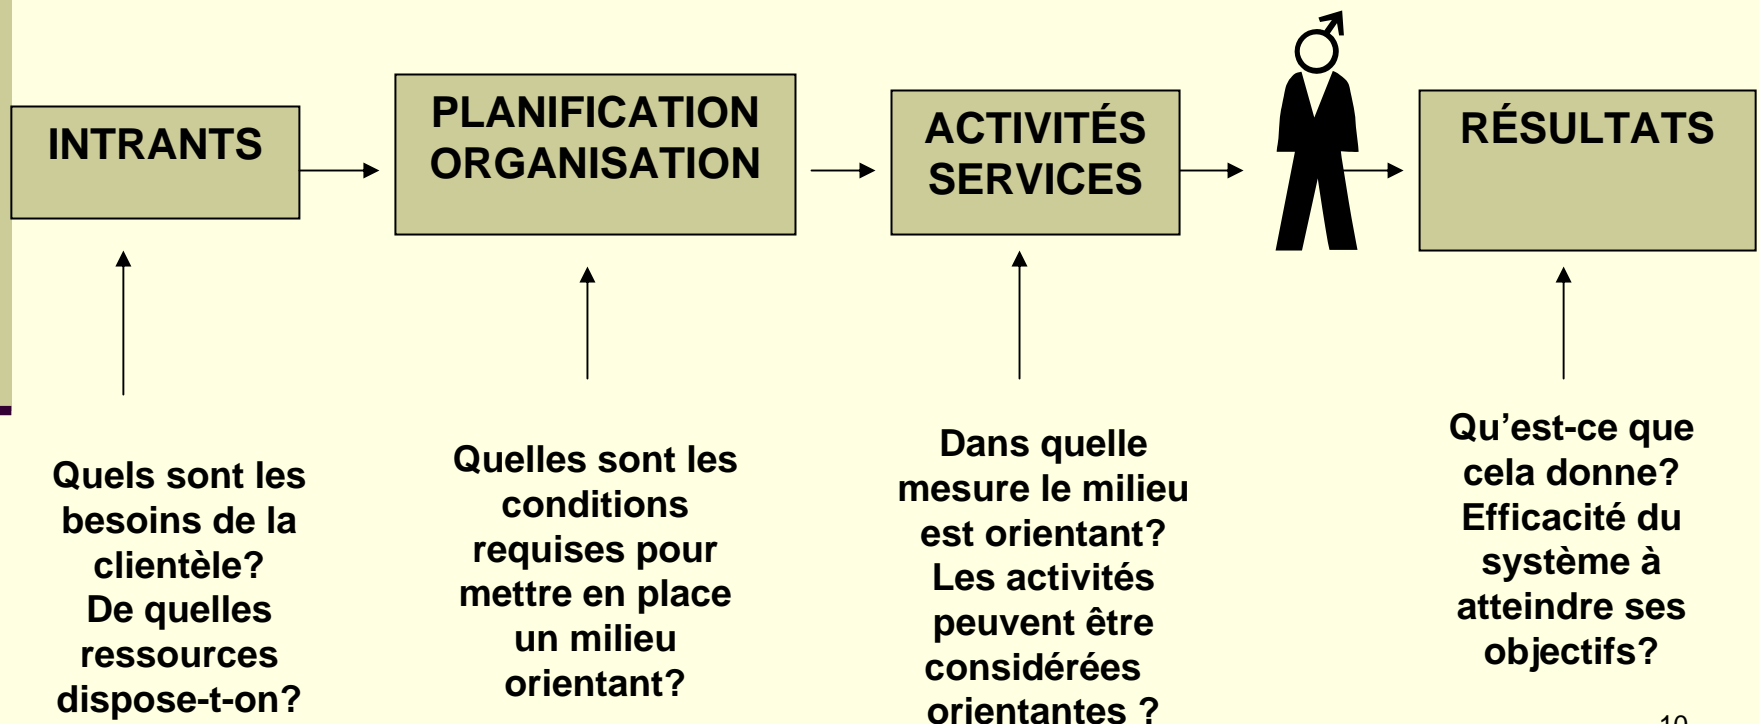 INTRANTS
PLANIFICATION
ORGANISATION
ACTIVITÉS
SERVICES
RÉSULTATS
Quels sont les
besoins de la
clientèle?
De quelles
ressources
dispose-t-on?
Quelles sont les
conditions
requises pour
mettre en place
un milieu
orientant?
Dans quelle
mesure le milieu
est orientant?
Les activités
peuvent être
considérées
orientantes ?
Qu’est-ce que
cela donne?
Efficacité du
système à
atteindre ses
objectifs?
10